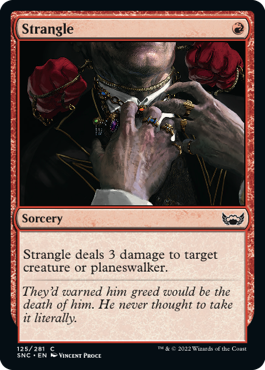 Strangle
Sorcery
Strangle deals 3 damage to target
creature or planeswalker.
They'd warned him greed would be the
death of him. He never thought to take
it literally.
125/281 C
SNC • EN Vincent Proce
™ & © 2022 Wizards of the Coast